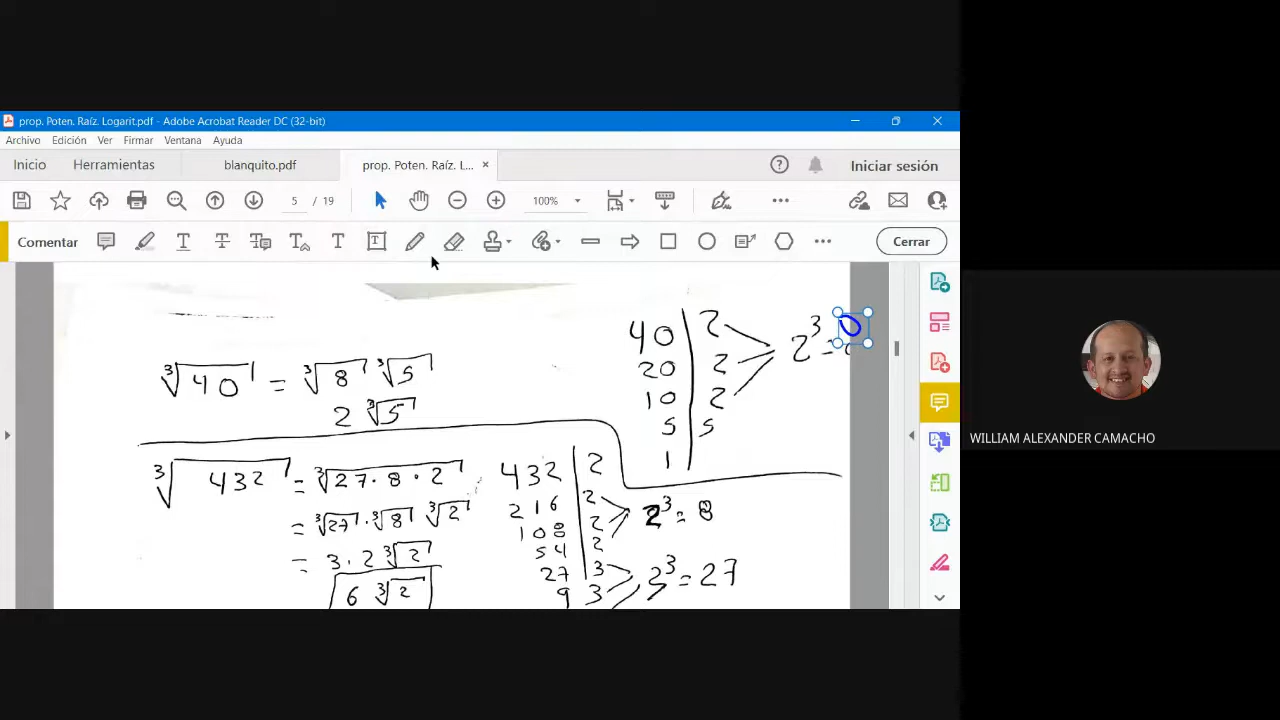 prop. Poten. Raíz. Logarit.pdf - Adobe Acrobat Reader DC (32-bit)
Archivo Edición Ver Firmar Ventana Ayuda
Inicio Herramientas blanquito.pdf prop. Poten. Raíz. L... × Iniciar sesión
5 / 19 100%
Comentar Cerrar
∛40 = ∛8 ∛5
2 ∛5
40 | 2
20 | 2
10 | 2
5 | 5
1
2³ =
∛432 = ∛27·8·2
= ∛27·∛8 ∛2
= 3·2 ∛2
6 ∛2
432 | 2
216 | 2
108 | 2
54 | 2
27 | 3
9 3
2³ = 8
3³ = 27
WILLIAM ALEXANDER CAMACHO